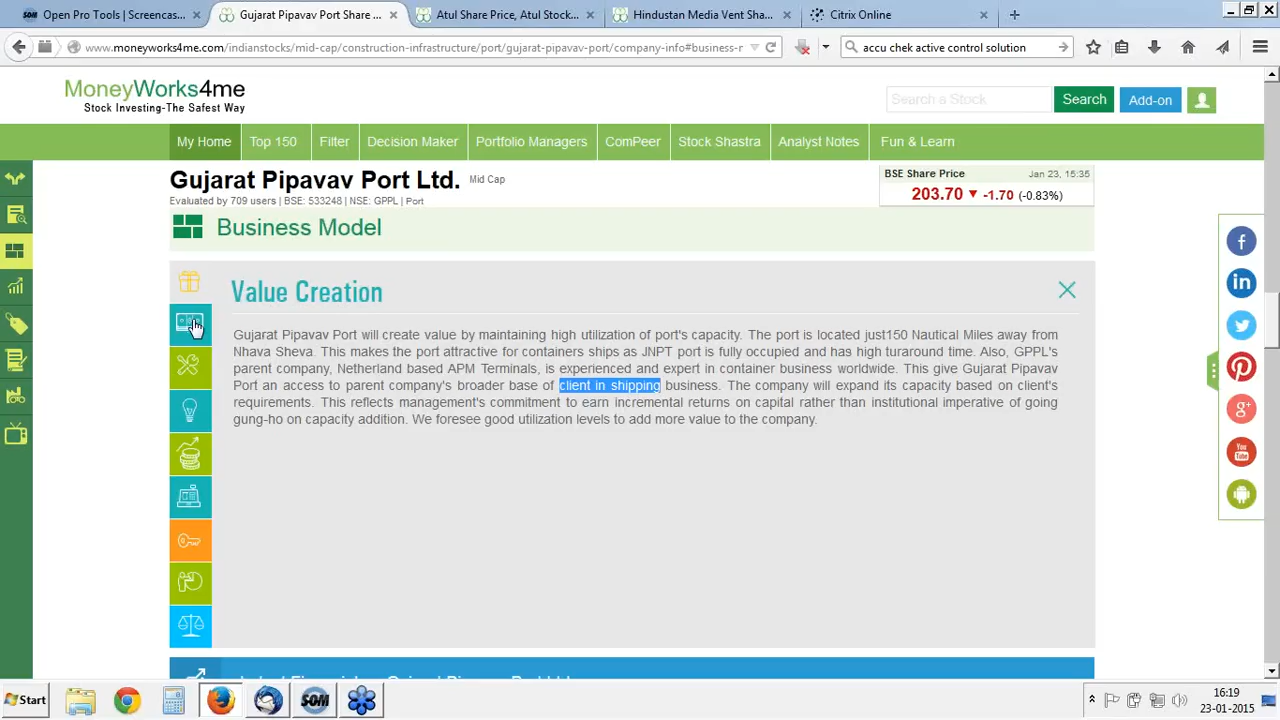 Open Pro Tools | Screencas...
Gujarat Pipavav Port Share ...
Atul Share Price, Atul Stock...
Hindustan Media Vent Sha...
Citrix Online
www.moneyworks4me.com/indianstocks/mid-cap/construction-infrastructure/port/gujarat-pipavav-port/company-info#business-r
accu chek active control solution
MoneyWorks4me
Stock Investing-The Safest Way
Search a Stock
Search
Add-on
My Home
Top 150
Filter
Decision Maker
Portfolio Managers
ComPeer
Stock Shastra
Analyst Notes
Fun & Learn
Gujarat Pipavav Port Ltd. Mid Cap
Evaluated by 709 users | BSE: 533248 | NSE: GPPL | Port
BSE Share Price Jan 23, 15:35
203.70 -1.70 (-0.83%)
Business Model
Value Creation
Gujarat Pipavav Port will create value by maintaining high utilization of port's capacity. The port is located just150 Nautical Miles away from
Nhava Sheva. This makes the port attractive for containers ships as JNPT port is fully occupied and has high turaround time. Also, GPPL's
parent company, Netherland based APM Terminals, is experienced and expert in container business worldwide. This give Gujarat Pipavav
Port an access to parent company's broader base of client in shipping business. The company will expand its capacity based on client's
requirements. This reflects management's commitment to earn incremental returns on capital rather than institutional imperative of going
gung-ho on capacity addition. We foresee good utilization levels to add more value to the company.
You
Tube
Start
SOM
16:19
23-01-2015